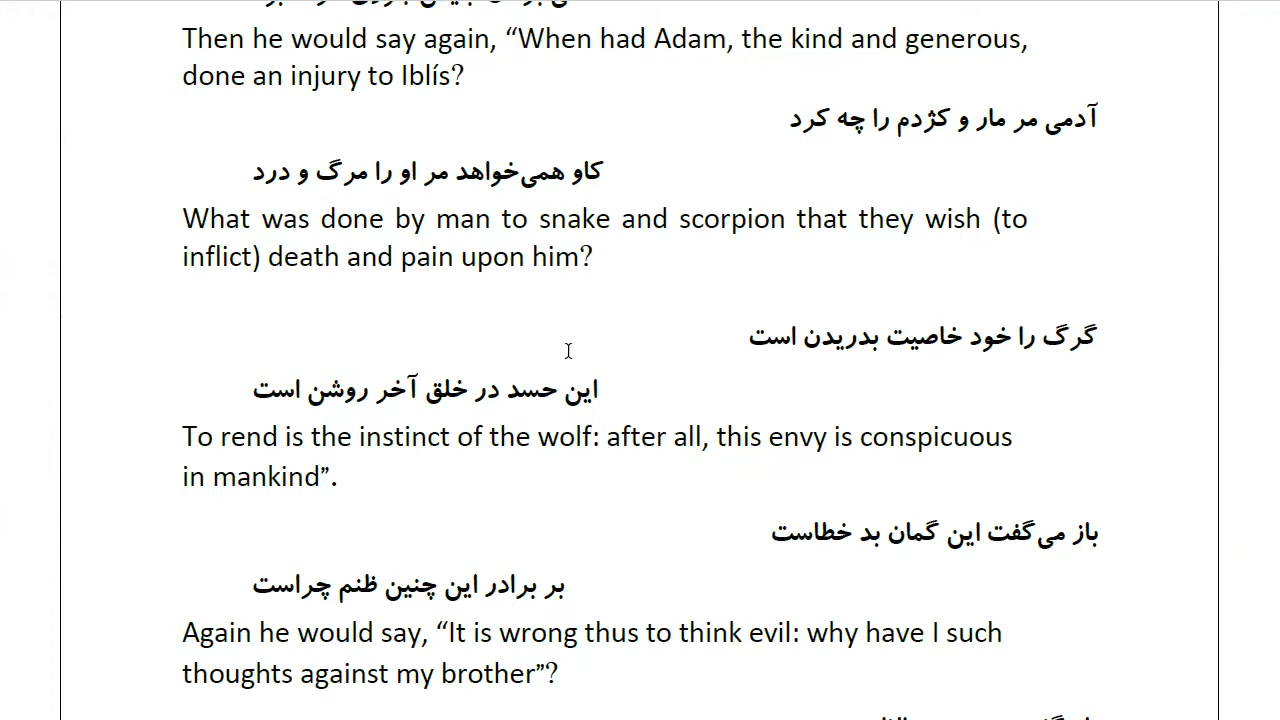 Then he would say again, “When had Adam, the kind and generous,
done an injury to Iblís?
آدمی مر مار و کژدم را چه کرد
کاو همی‌خواهد مر او را مرگ و درد
What was done by man to snake and scorpion that they wish (to
inflict) death and pain upon him?
گرگ را خود خاصیت بدریدن است
این حسد در خلق آخر روشن است
To rend is the instinct of the wolf: after all, this envy is conspicuous
in mankind”.
باز می‌گفت این گمان بد خطاست
بر برادر این چنین ظنم چراست
Again he would say, “It is wrong thus to think evil: why have I such
thoughts against my brother”?